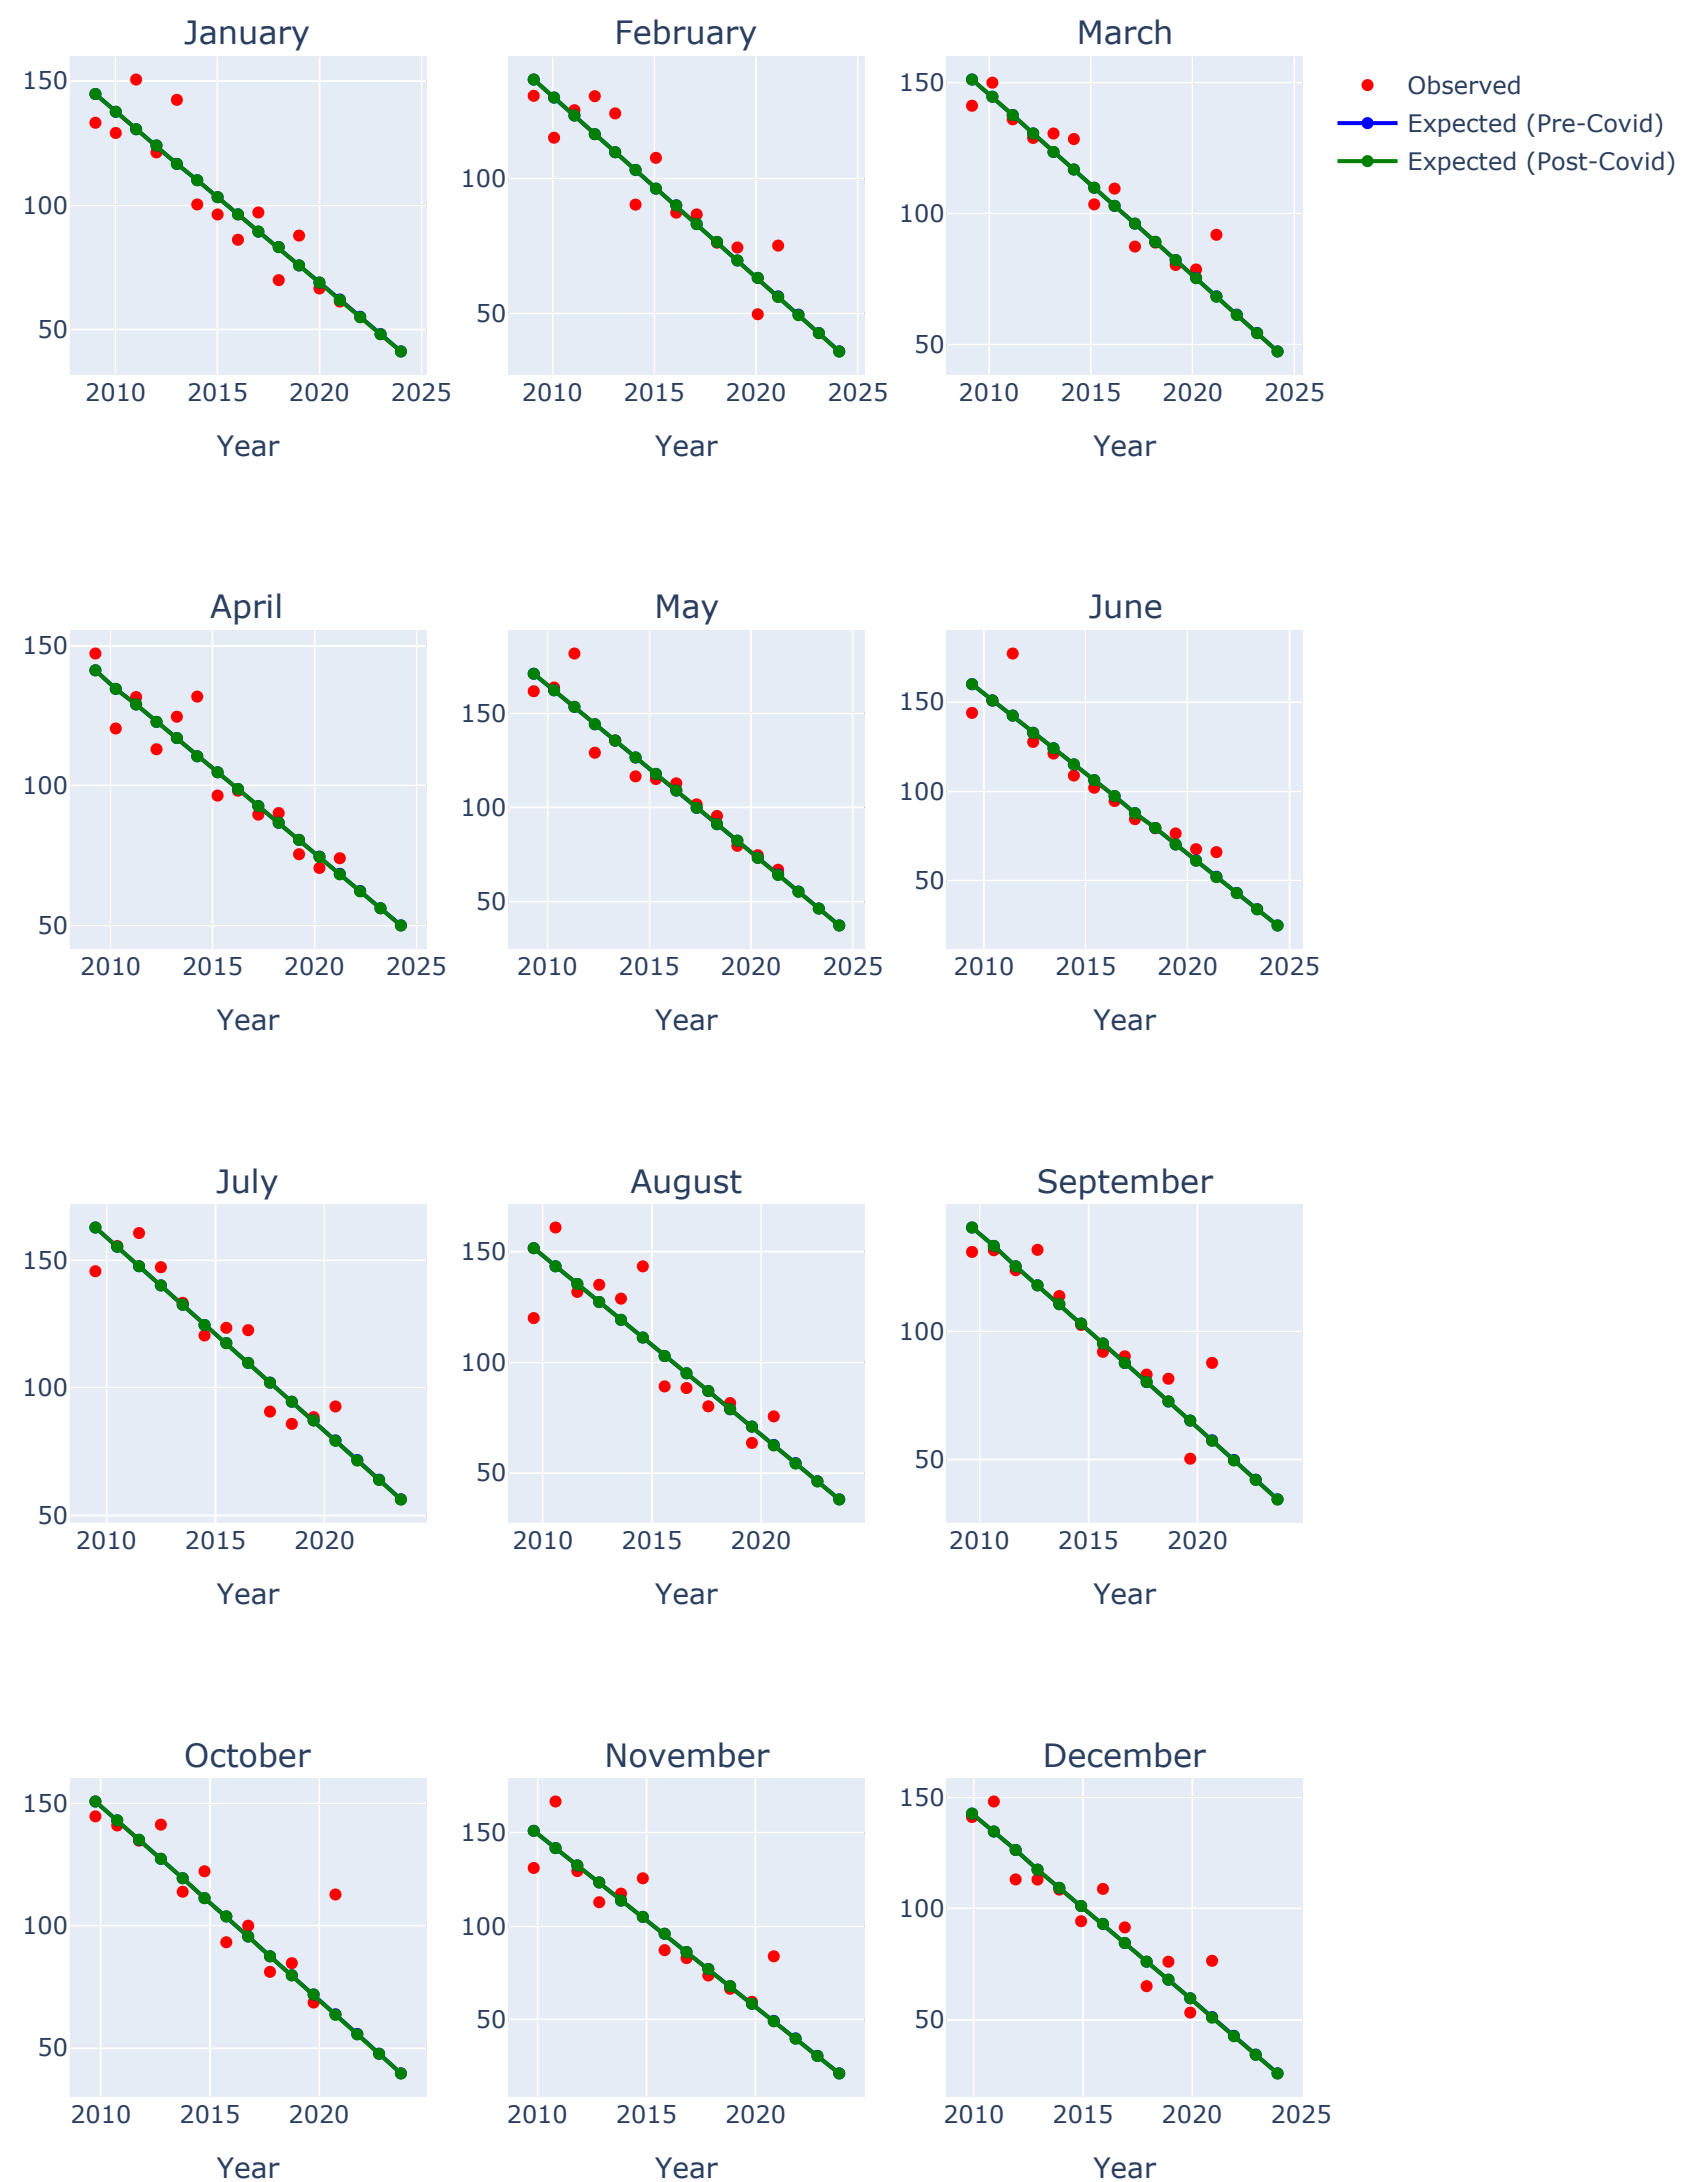 January February March
150
100
50
2010 2015 2020 2025
Year
100
50
2010 2015 2020 2025
Year
150
100
50
2010 2015 2020 2025
Year
Observed
Expected (Pre-Covid)
Expected (Post-Covid)
April May June
150
100
50
2010 2015 2020 2025
Year
150
100
50
2010 2015 2020 2025
Year
150
100
50
2010 2015 2020 2025
Year
July August September
150
100
50
2010 2015 2020
Year
150
100
50
2010 2015 2020
Year
100
50
2010 2015 2020
Year
October November December
150
100
50
2010 2015 2020
Year
150
100
50
2010 2015 2020
Year
150
100
50
2010 2015 2020 2025
Year